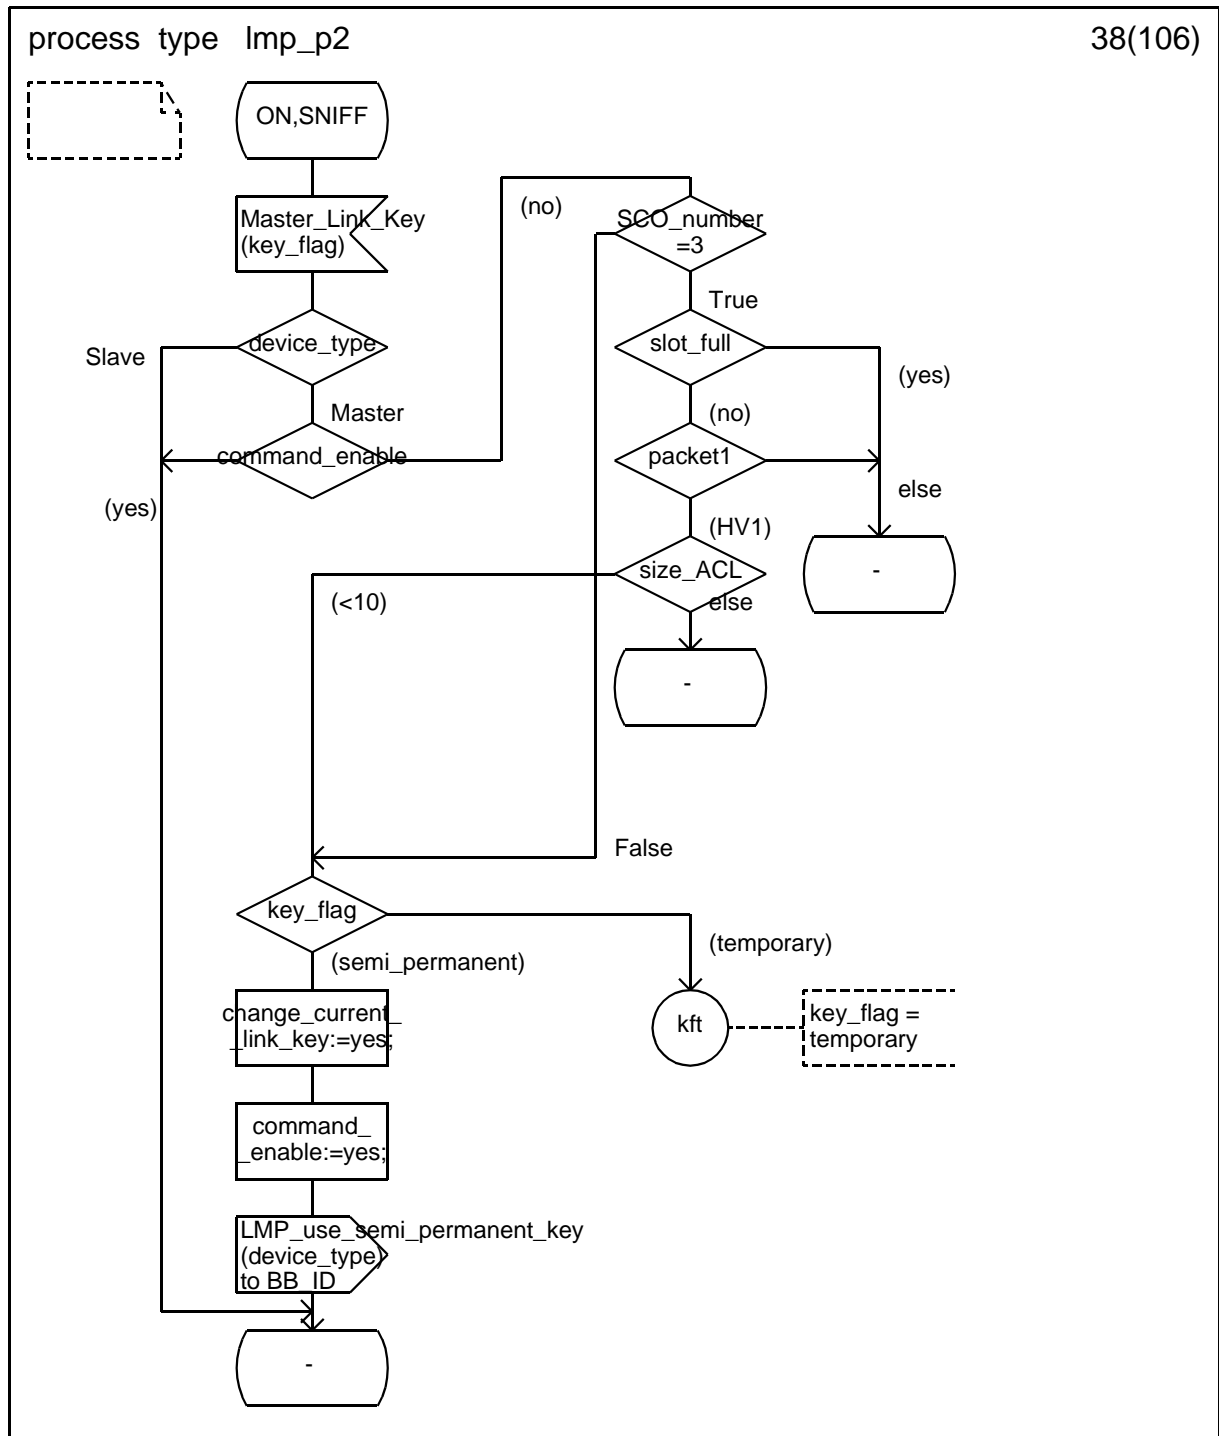 process type lmp_p2
38(106)
ON,SNIFF
Master_Link_Key
(key_flag)
(no)
SCO_number
=3
True
Slave
device_type
slot_full
(yes)
Master
(no)
command_enable
packet1
(yes)
else
(HV1)
size_ACL
-
(<10)
else
-
False
key_flag
(temporary)
(semi_permanent)
change_current_
_link_key:=yes;
kft
key_flag =
temporary
command_
_enable:=yes;
LMP_use_semi_permanent_key
(device_type)
to BB_ID
-